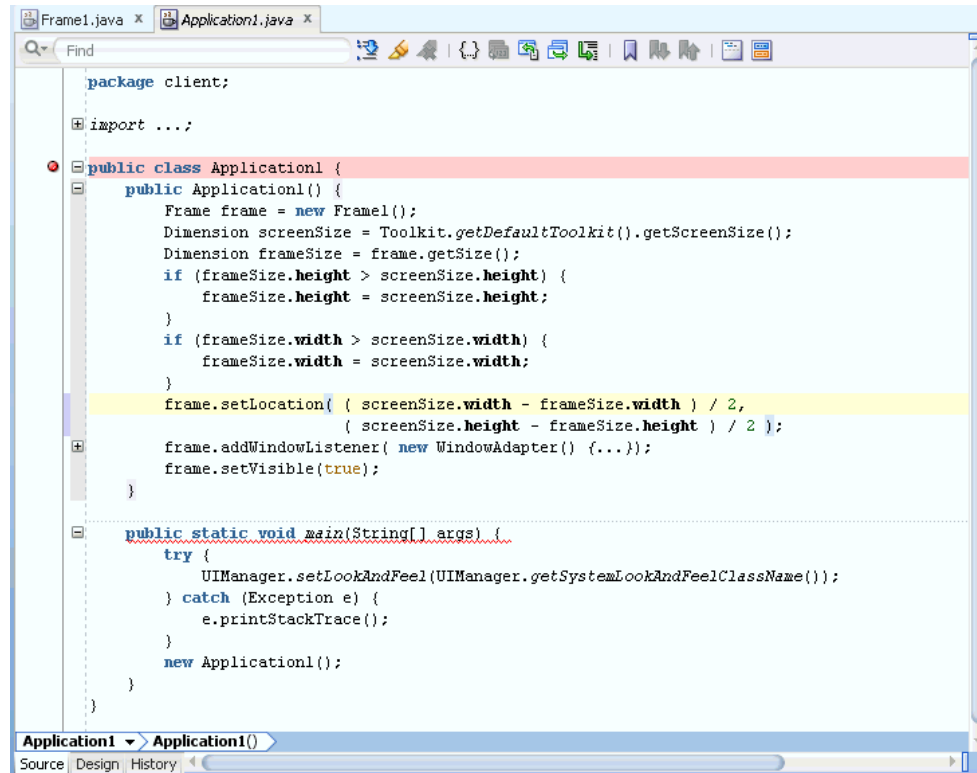 Frame1.java x Application1.java x
Find
package client;
import ...;
public class Application1 {
public Application1() {
Frame frame = new Frame1();
Dimension screenSize = Toolkit.getDefaultToolkit().getScreenSize();
Dimension frameSize = frame.getSize();
if (frameSize.height > screenSize.height) {
frameSize.height = screenSize.height;
}
if (frameSize.width > screenSize.width) {
frameSize.width = screenSize.width;
}
frame.setLocation( ( screenSize.width - frameSize.width ) / 2,
( screenSize.height - frameSize.height ) / 2 );
frame.addWindowListener( new WindowAdapter() {...});
frame.setVisible(true);
}
public static void main(String[] args) {
try {
UIManager.setLookAndFeel(UIManager.getSystemLookAndFeelClassName());
} catch (Exception e) {
e.printStackTrace();
}
new Application1();
}
}
Application1 Application1()
Source Design History